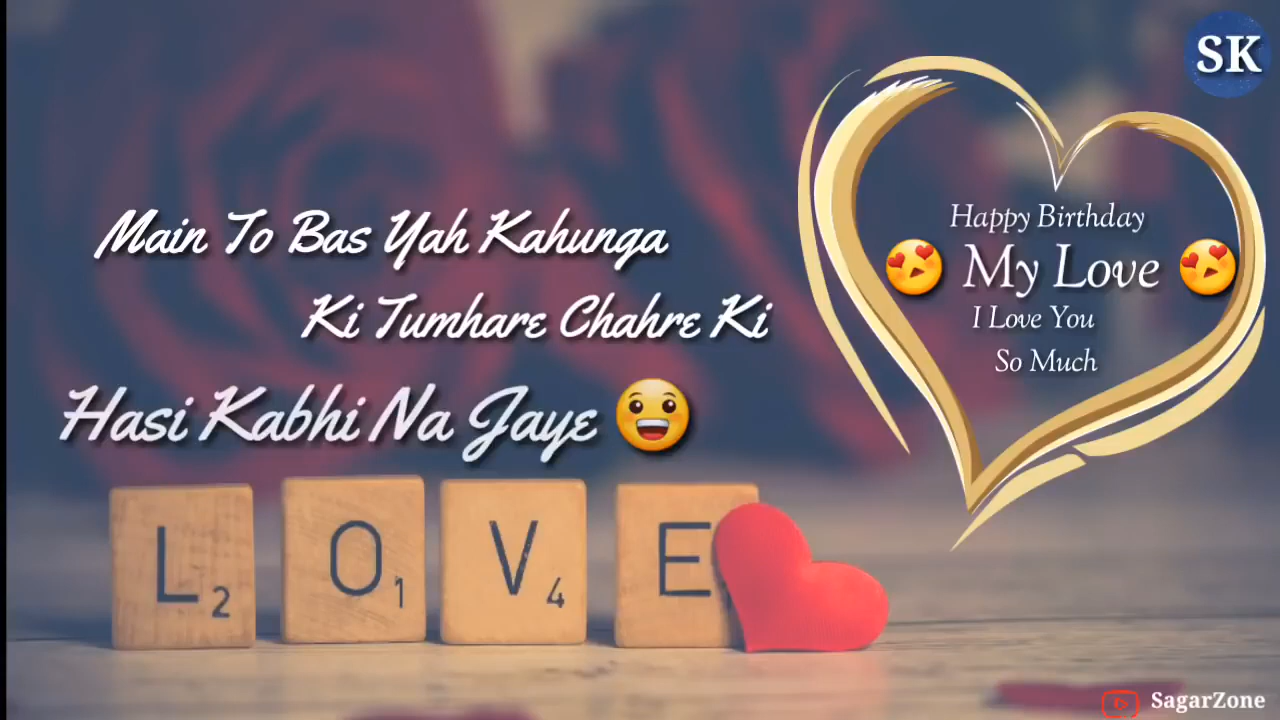 SK
Main To Bas Yah Kahunga
Ki Tumhare Chahre Ki
Hasi Kabhi Na Jaye
Happy Birthday
My Love
I Love You
So Much
L2 O1 V4 E
SagarZone